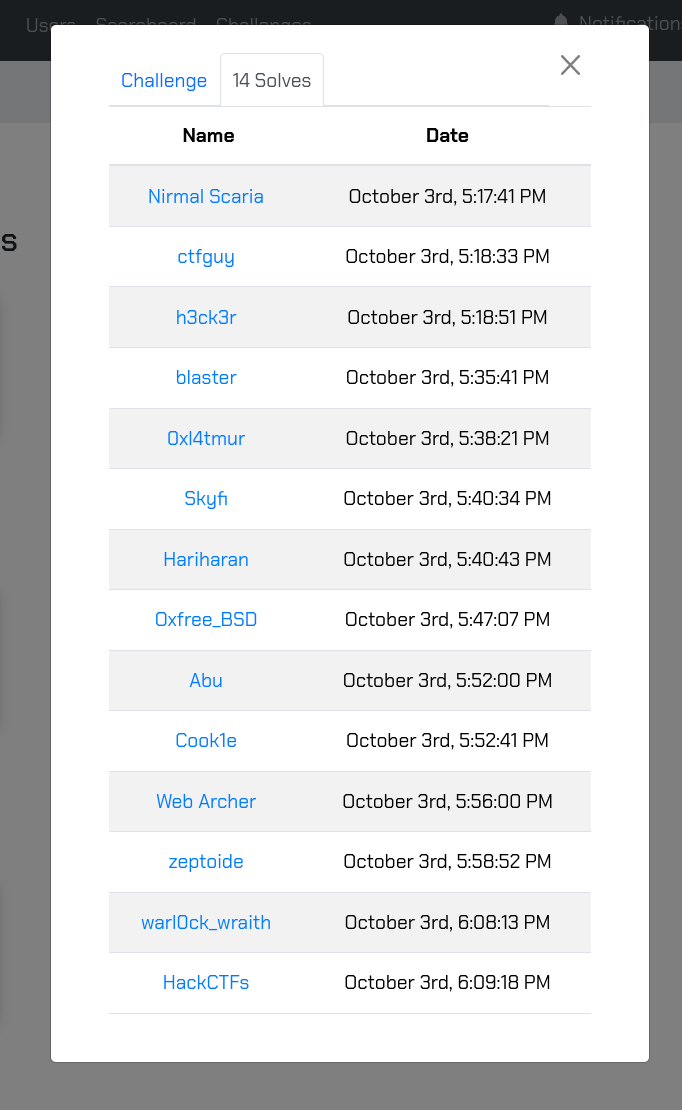 Users Scoreboard Challenges Notifications
Challenge 14 Solves
Name Date
Nirmal Scaria October 3rd, 5:17:41 PM
ctfguy October 3rd, 5:18:33 PM
h3ck3r October 3rd, 5:18:51 PM
blaster October 3rd, 5:35:41 PM
0xl4tmur October 3rd, 5:38:21 PM
Skyfi October 3rd, 5:40:34 PM
Hariharan October 3rd, 5:40:43 PM
0xfree_BSD October 3rd, 5:47:07 PM
Abu October 3rd, 5:52:00 PM
Cook1e October 3rd, 5:52:41 PM
Web Archer October 3rd, 5:56:00 PM
zeptoide October 3rd, 5:58:52 PM
warl0ck_wraith October 3rd, 6:08:13 PM
HackCTFs October 3rd, 6:09:18 PM